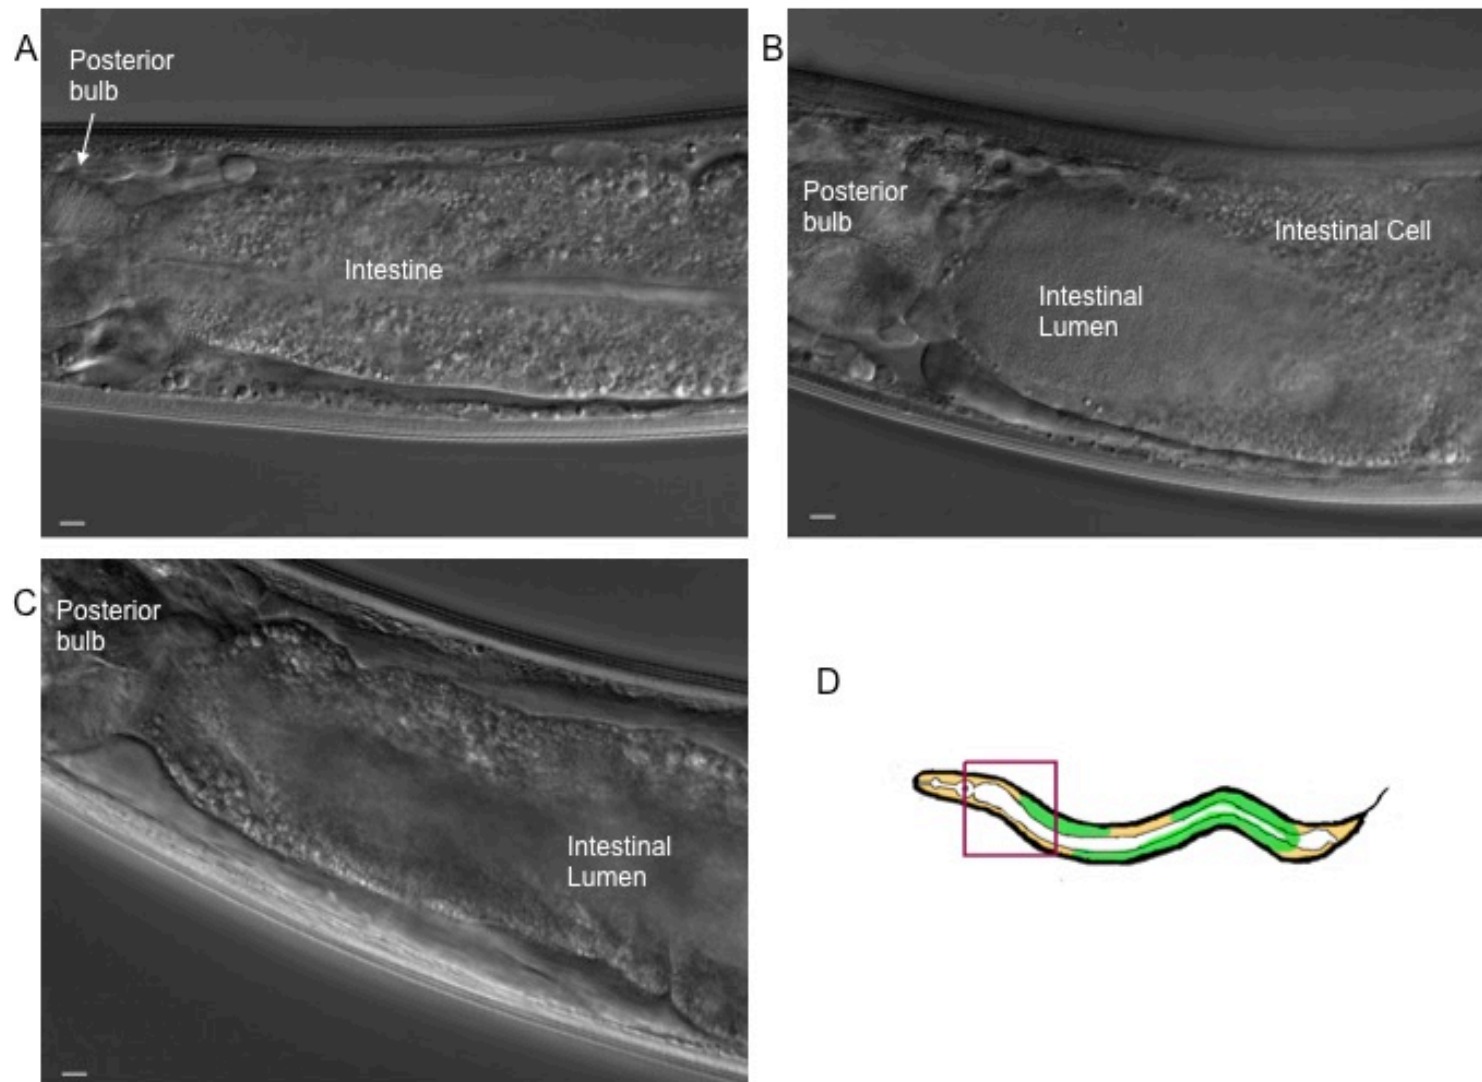 A
Posterior
bulb
Intestine
B
Posterior
bulb
Intestinal Cell
Intestinal
Lumen
C
Posterior
bulb
Intestinal
Lumen
D